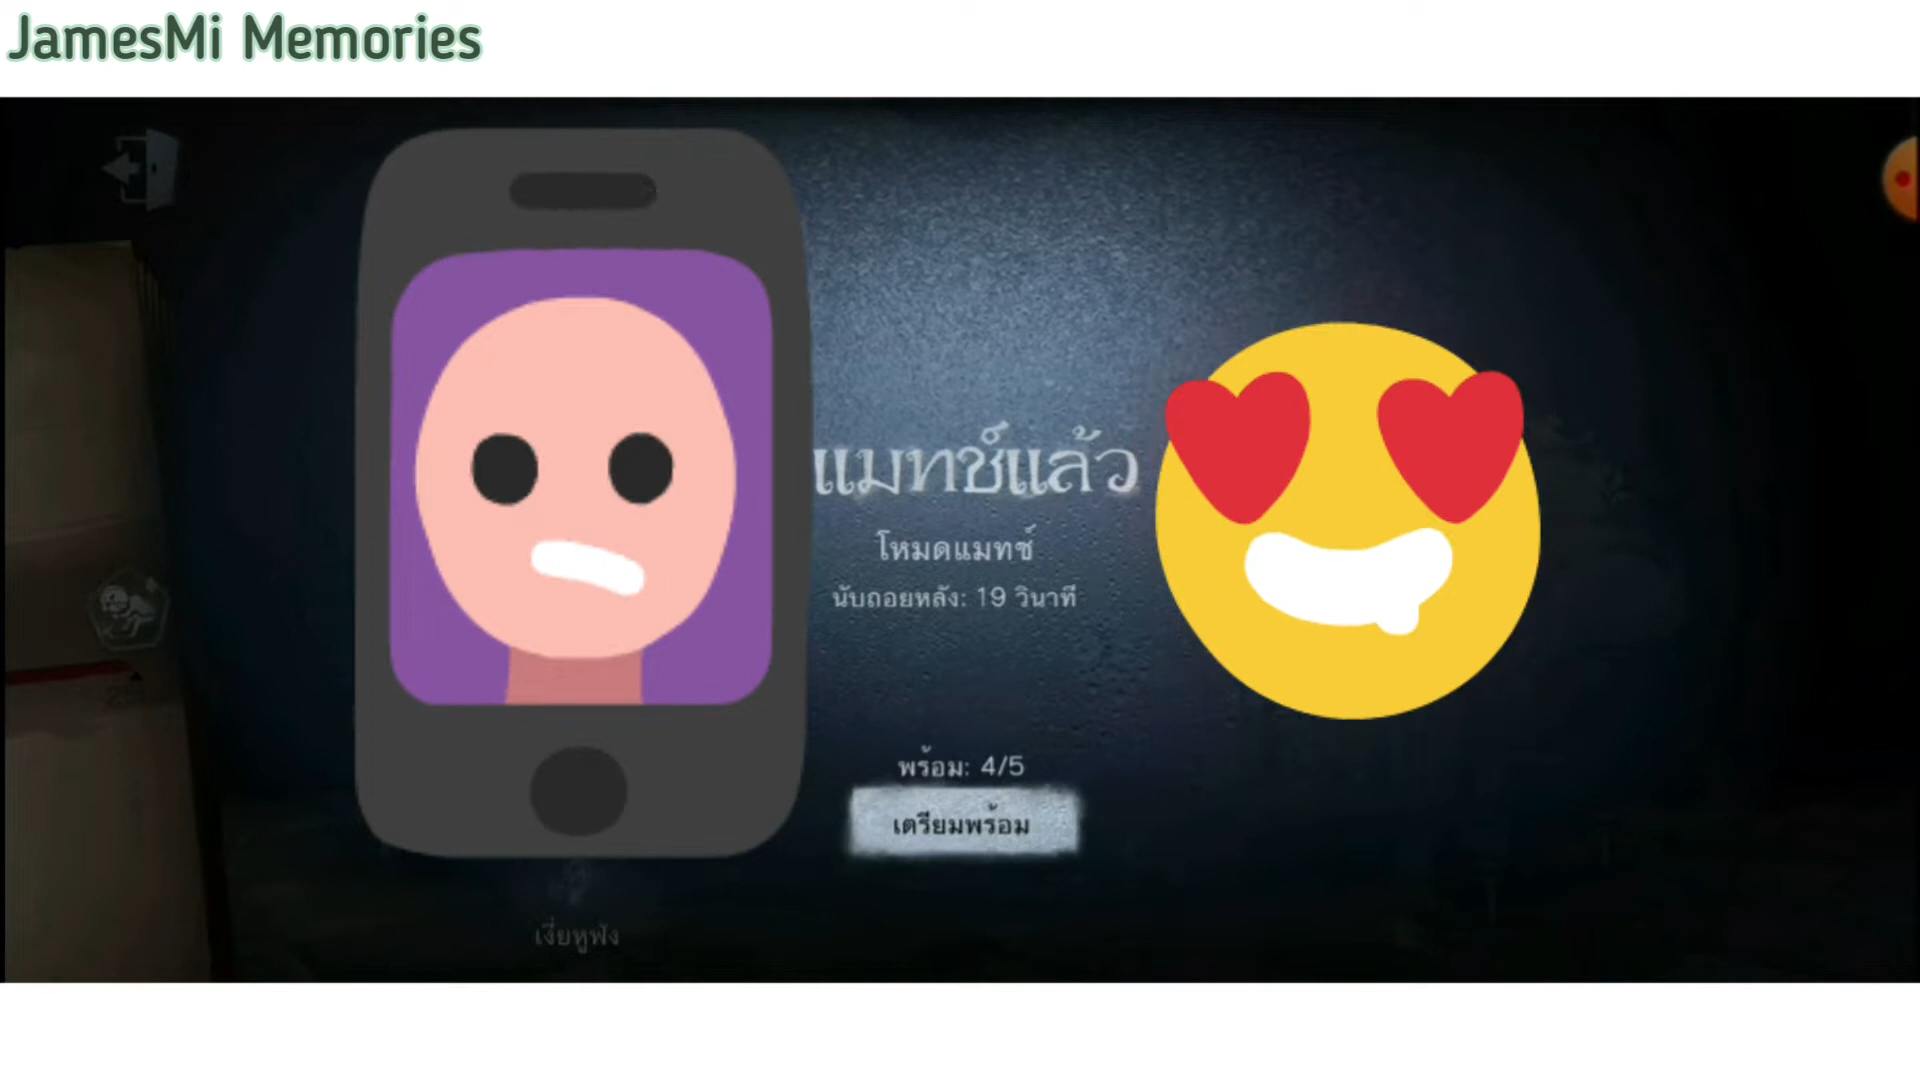 JamesMi Memories
แมทช์แล้ว
โหมดแมทช์
นับถอยหลัง: 19 วินาที
พร้อม: 4/5
เตรียมพร้อม
เงี่ยหูฟัง